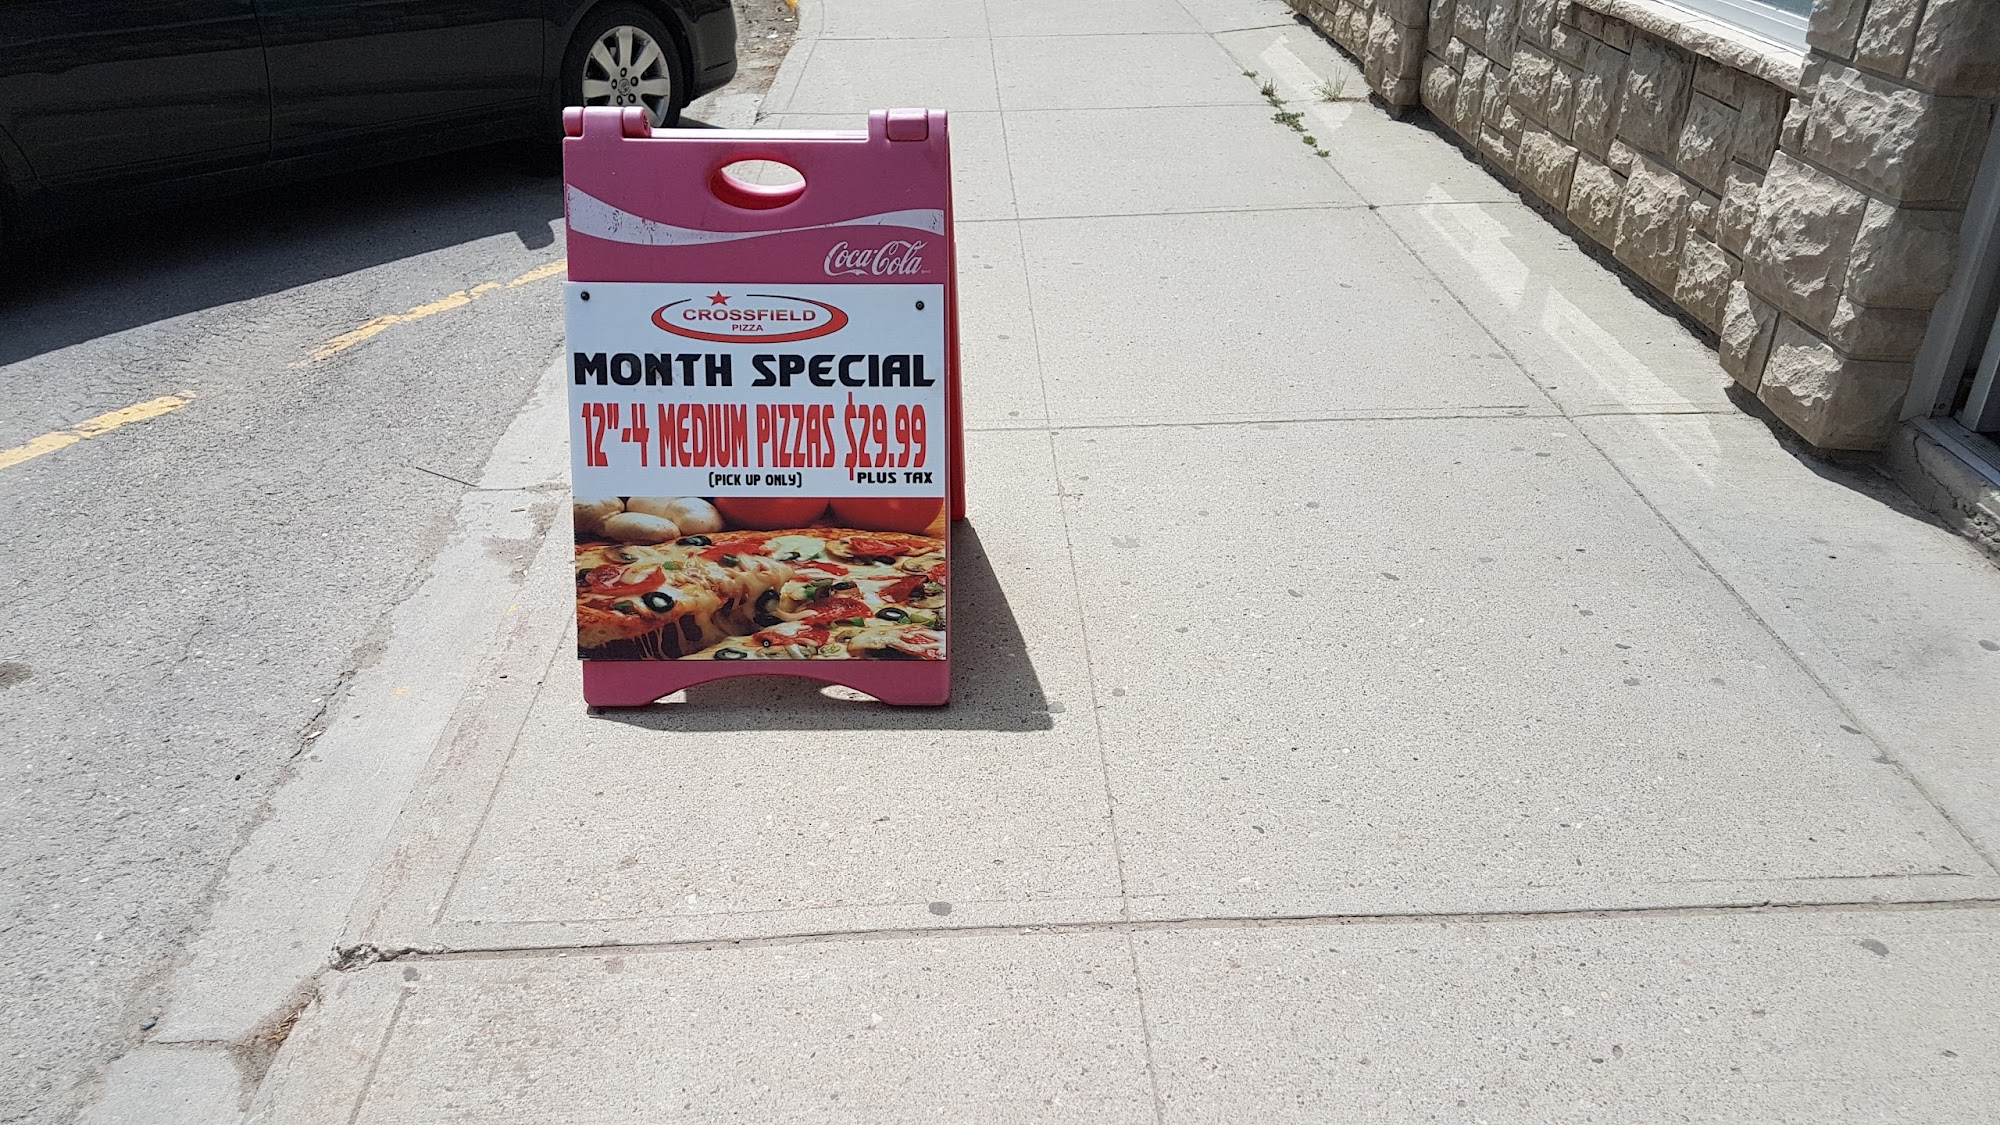 Coca-Cola
CROSSFIELD
PIZZA
MONTH SPECIAL
12"-4 MEDIUM PIZZAS $29.99
(PICK UP ONLY) PLUS TAX